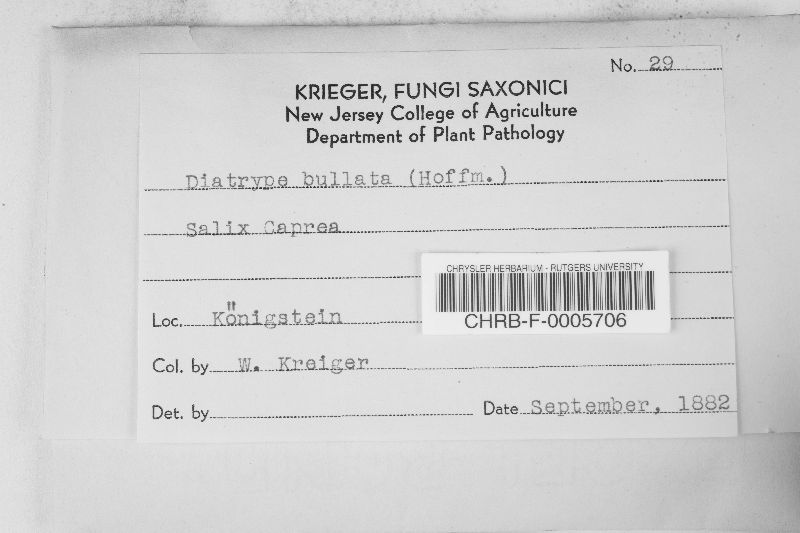 No. 29
KRIEGER, FUNGI SAXONICI
New Jersey College of Agriculture
Department of Plant Pathology
Diatrype bullata (Hoffm.)
Salix Caprea
CHRYSLER HERBARIUM - RUTGERS UNIVERSITY
CHRB-F-0005706
Loc. Königstein
Col. by W. Kreiger
Det. by
Date September, 1882